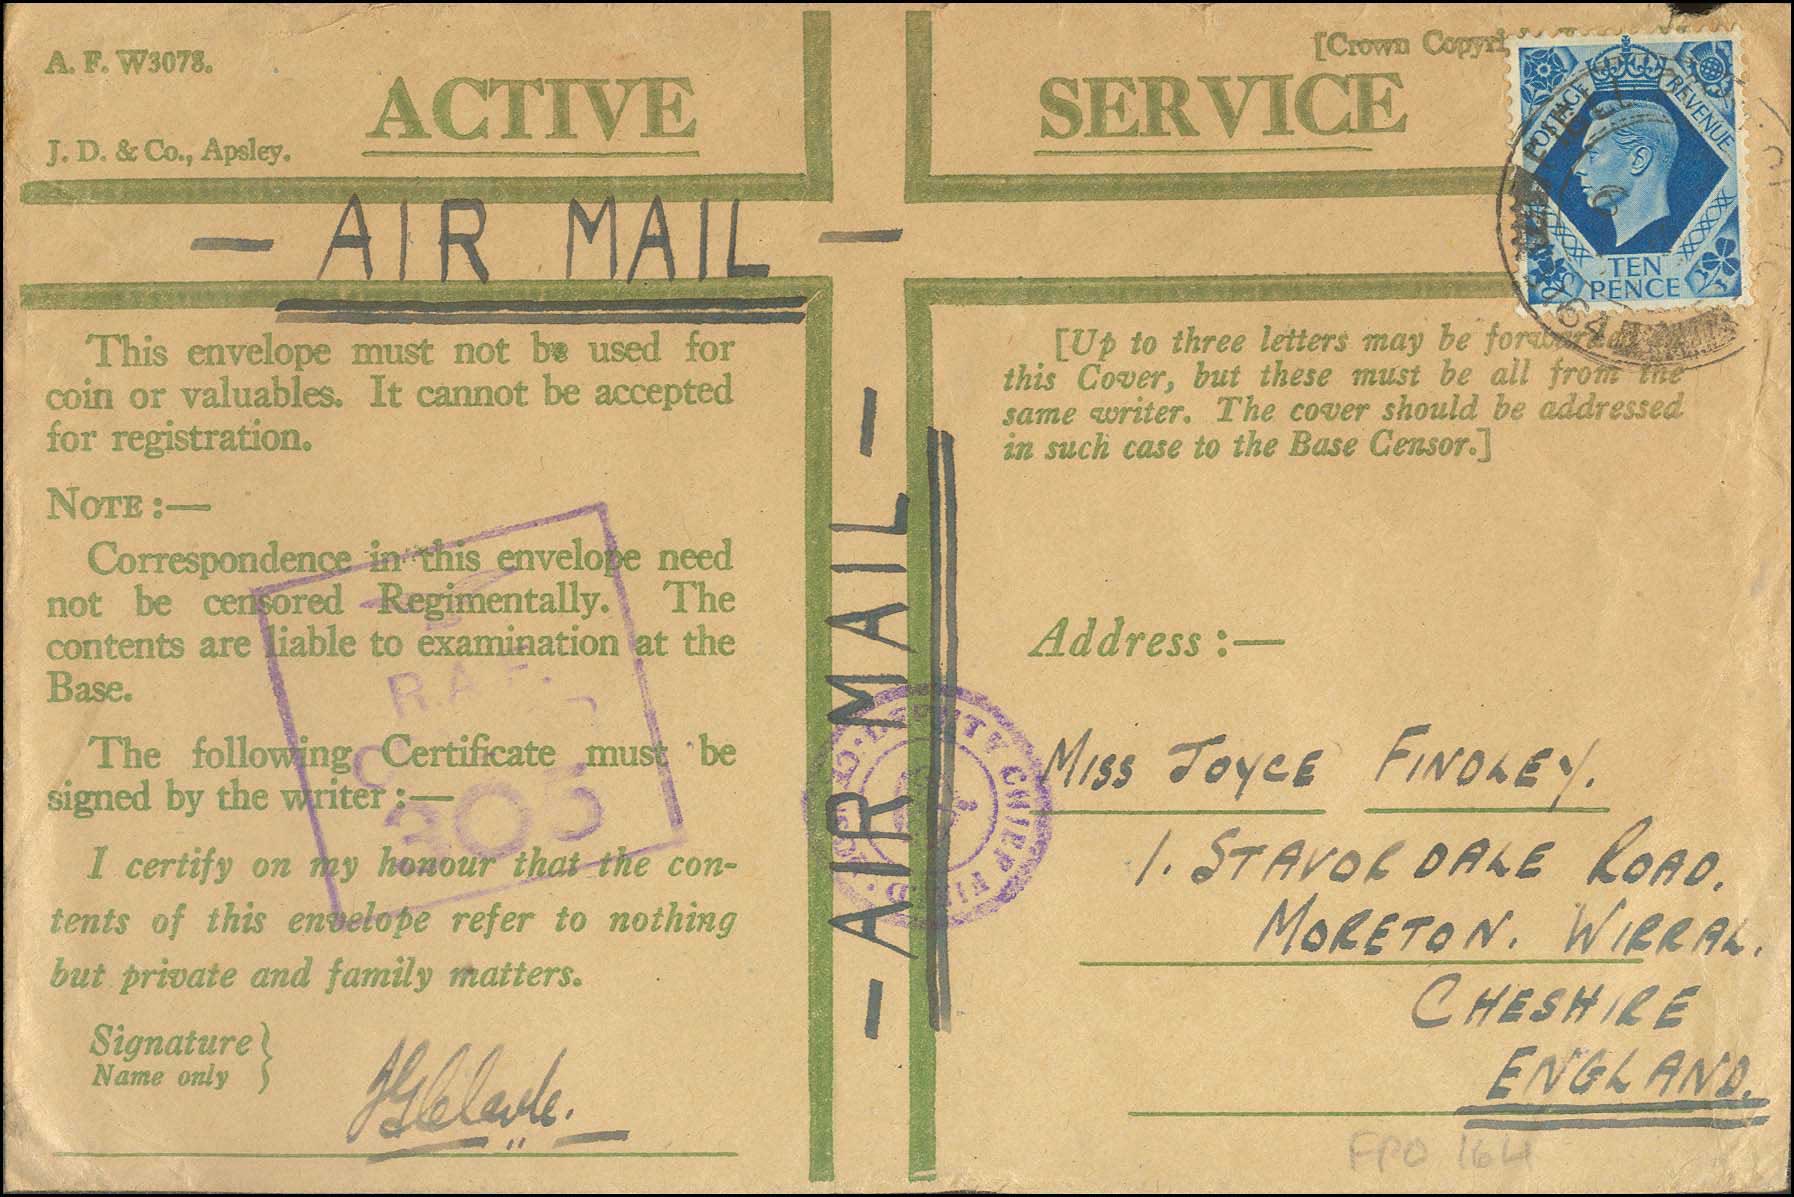 A. F. W3078.
[Crown Copyri
J. D. & Co., Apsley.
ACTIVE SERVICE
POSTAGE REVENUE
TEN
PENCE
164
– AIR MAIL –
This envelope must not be used for
coin or valuables. It cannot be accepted
for registration.
NOTE :—
Correspondence in this envelope need
not be censored Regimentally. The
contents are liable to examination at the
Base.
The following Certificate must be
signed by the writer :—
I certify on my honour that the con-
tents of this envelope refer to nothing
but private and family matters.
Signature
Name only
R.A.F.
– AIR MAIL –
DEPUTY CHIEF FIELD
[Up to three letters may be forwarded in
this Cover, but these must be all from the
same writer. The cover should be addressed
in such case to the Base Censor.]
Address :—
MISS JOYCE FINDLEY.
1. STAVORDALE ROAD.
MORETON. WIRRAL.
CHESHIRE
ENGLAND.
FPO 164